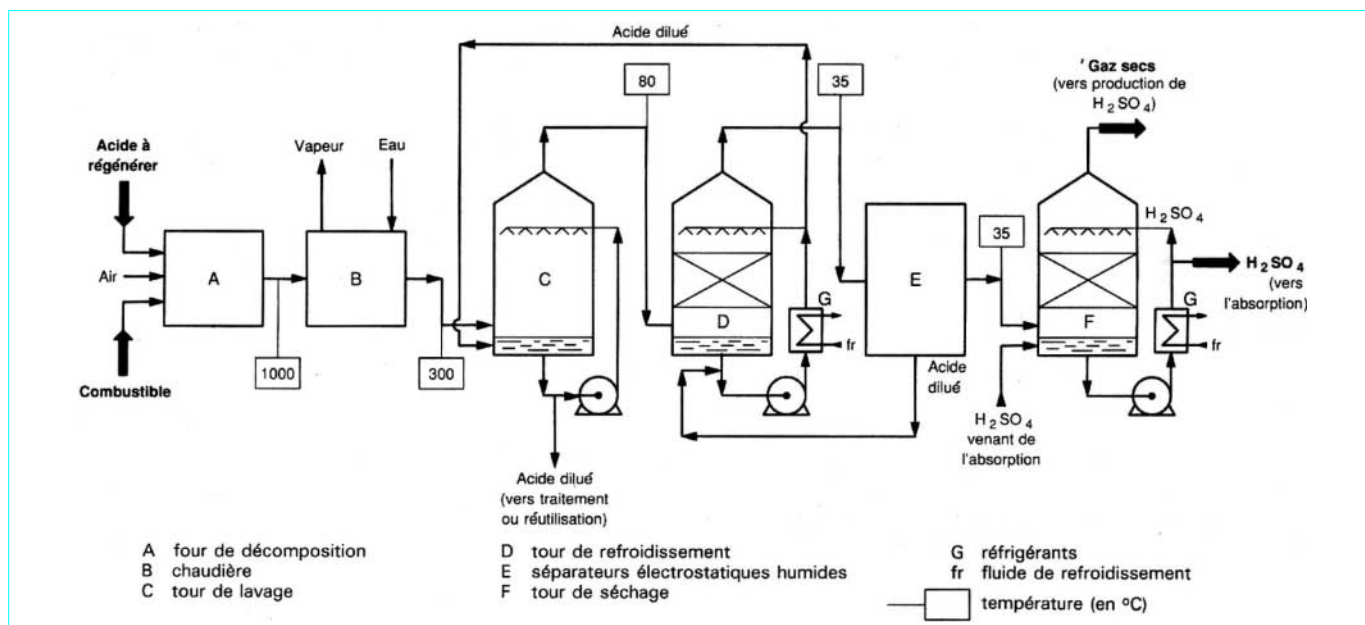 Acide dilué
80
35
' Gaz secs
(vers production de
H2SO4)
Acide à
régénérer
Vapeur
Eau
Air
A
B
C
D
E
F
35
H2SO4
H2SO4
(vers
l'absorption)
G
fr
G
fr
Combustible
1000
300
Acide
dilué
H2SO4
venant de
l'absorption
Acide dilué
(vers traitement
ou réutilisation)
A four de décomposition
B chaudière
C tour de lavage
D tour de refroidissement
E séparateurs électrostatiques humides
F tour de séchage
G réfrigérants
fr fluide de refroidissement
température (en °C)